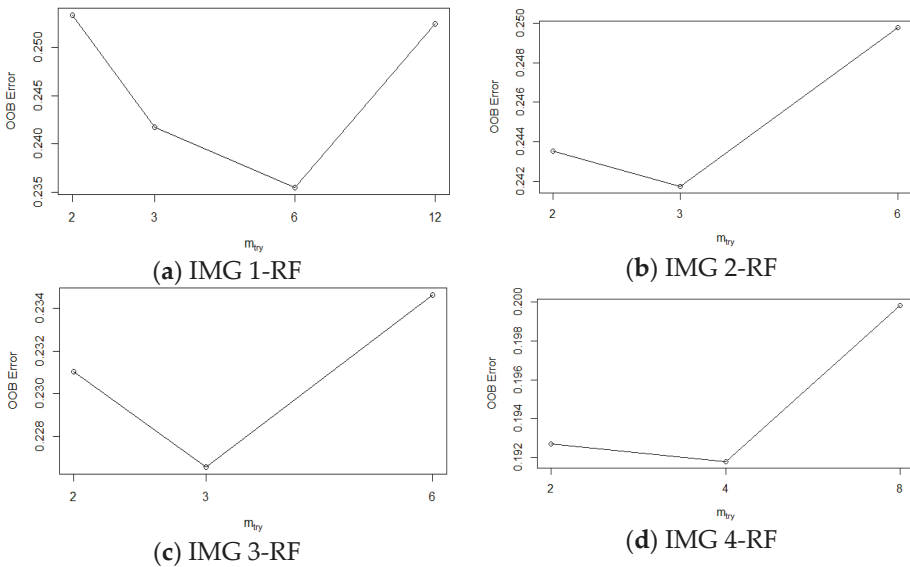 OOB Error
0.250
0.245
0.240
0.235
2
3
6
12
mtry
(a) IMG 1-RF
OOB Error
0.250
0.248
0.246
0.244
0.242
2
3
6
mtry
(b) IMG 2-RF
OOB Error
0.234
0.232
0.230
0.228
2
3
6
mtry
(c) IMG 3-RF
OOB Error
0.200
0.198
0.196
0.194
0.192
2
4
8
mtry
(d) IMG 4-RF